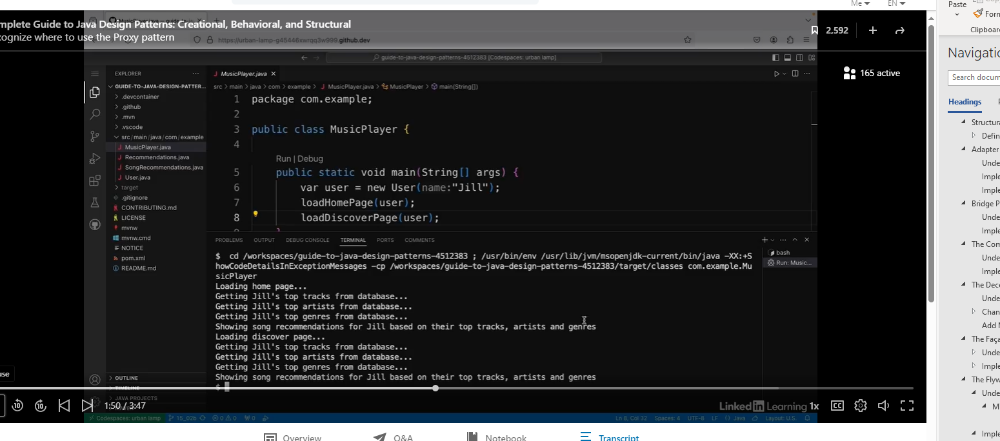 Me EN
Paste
Clipboar
mplete Guide to Java Design Patterns: Creational, Behavioral, and Structural
cognize where to use the Proxy pattern
2,592
165 active
https://urban-lamp-g45446xwrqq3w999.github.dev
guide-to-java-design-patterns-4512383 [Codespaces: urban lamp]
EXPLORER
GUIDE-TO-JAVA-DESIGN-PATTER...
.devcontainer
.github
.mvn
.vscode
src/main/java/com/example
MusicPlayer.java
Recommendations.java
SongRecommendations.java
User.java
target
.gitignore
CONTRIBUTING.md
LICENSE
mvnw
mvnw.cmd
NOTICE
pom.xml
README.md
OUTLINE
TIMELINE
JAVA PROJECTS
MusicPlayer.java
src > main > java > com > example > MusicPlayer.java > MusicPlayer > main(String[])
1 package com.example;
2
3 public class MusicPlayer {
4
Run | Debug
5 public static void main(String[] args) {
6 var user = new User(name:"Jill");
7 loadHomePage(user);
8 loadDiscoverPage(user);
9 }
PROBLEMS OUTPUT DEBUG CONSOLE TERMINAL PORTS COMMENTS
$ cd /workspaces/guide-to-java-design-patterns-4512383 ; /usr/bin/env /usr/lib/jvm/msopenjdk-current/bin/java -XX:+S
howCodeDetailsInExceptionMessages -cp /workspaces/guide-to-java-design-patterns-4512383/target/classes com.example.Mu
sicPlayer
Loading home page...
Getting Jill's top tracks from database...
Getting Jill's top artists from database...
Getting Jill's top genres from database...
Showing song recommendations for Jill based on their top tracks, artists and genres
Loading discover page...
Getting Jill's top tracks from database...
Getting Jill's top artists from database...
Getting Jill's top genres from database...
Showing song recommendations for Jill based on their top tracks, artists and genres
$
bash
Run: Music...
use
10 10 1:50 / 3:47
LinkedIn Learning 1x
CC
Codespaces: urban lamp 15_02b 0 0 0
Ln 8, Col 32 Spaces: 4 UTF-8 LF {} Java Layout: U.S.
Overview Q&A Notebook Transcript
Navigatio
Search docum
Headings
Structura
Defin
Adapter
Unde
Imple
Imple
Bridge P
Unde
Imple
The Com
Unde
Imple
The Deco
Unde
Chan
Add
The Faça
Unde
Imple
The Flyw
Unde
M
Imple